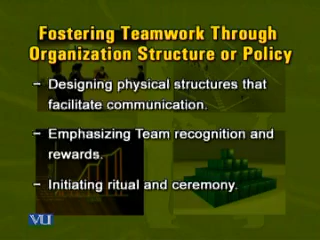 Fostering Teamwork Through
Organization Structure or Policy
- Designing physical structures that
facilitate communication.
- Emphasizing Team recognition and
rewards.
- Initiating ritual and ceremony.
VU